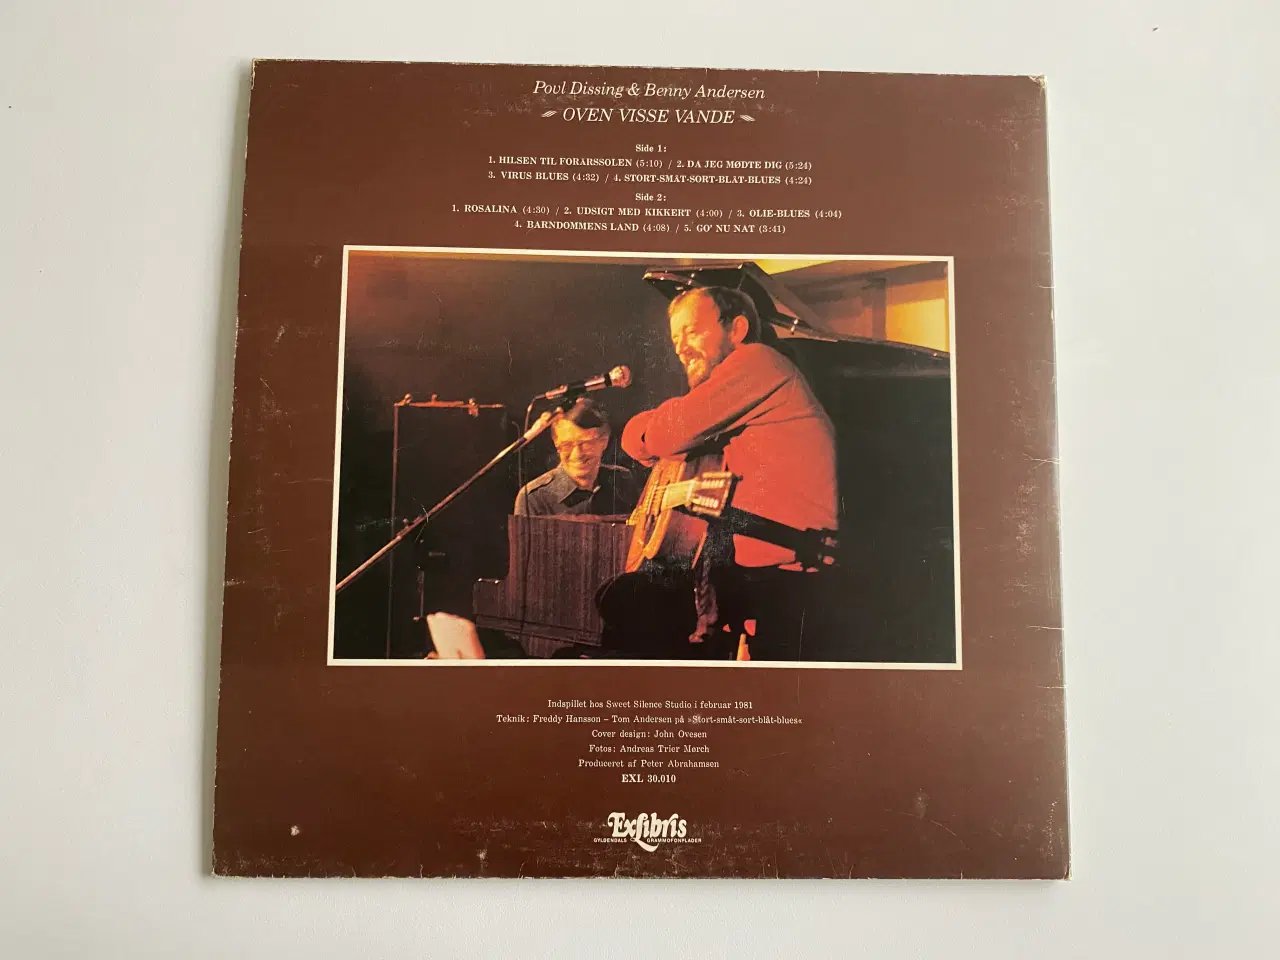 Povl Dissing & Benny Andersen
OVEN VISSE VANDE
Side 1:
1. HILSEN TIL FORÅRSSOLEN (5:10) / 2. DA JEG MØDTE DIG (5:24)
3. VIRUS BLUES (4:32) / 4. STORT-SMÅT-SORT-BLÅT-BLUES (4:24)
Side 2:
1. ROSALINA (4:30) / 2. UDSIGT MED KIKKERT (4:00) / 3. OLIE-BLUES (4:04)
4. BARNDOMMENS LAND (4:08) / 5. GO' NU NAT (3:41)
Indspillet hos Sweet Silence Studio i februar 1981
Teknik: Freddy Hansson – Tom Andersen på »Stort-småt-sort-blåt-blues«
Cover design: John Ovesen
Fotos: Andreas Trier Mørch
Produceret af Peter Abrahamsen
EXL 30.010
Exlibris
GYLDENDALS GRAMMOFONPLADER